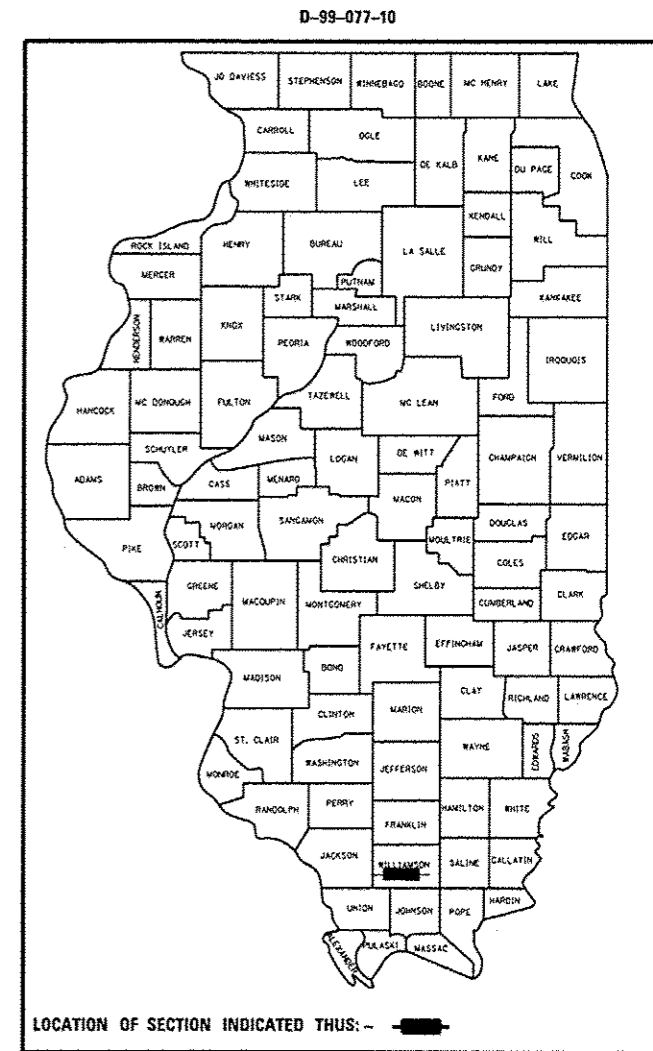 D-99-077-10
JO DAVIESS STEPHENSON WINNEBAGO BOONE MC HENRY LAKE
CARROLL OGLE DE KALB KANE DU PAGE COOK
WHITESIDE LEE
KENDALL WILL
ROCK ISLAND HENRY BUREAU LA SALLE GRUNDY
MERCER PUTNAM KANKAKEE
STARK MARSHALL
HENDERSON WARREN KNOX PEORIA WOODFORD LIVINGSTON IROQUOIS
HANCOCK MC DONOUGH FULTON TAZEWELL MC LEAN FORD
MASON
SCHUYLER LOGAN DE WITT CHAMPAIGN VERMILION
ADAMS BROWN CASS MENARD MACON PIATT
PIKE SCOTT MORGAN SANGAMON CHRISTIAN MOULTRIE DOUGLAS EDGAR
COLES
CALHOUN GREENE MACOUPIN MONTGOMERY SHELBY CUMBERLAND CLARK
JERSEY FAYETTE EFFINGHAM JASPER CRAWFORD
MADISON BOND CLAY RICHLAND LAWRENCE
CLINTON MARION
ST. CLAIR WAYNE EDWARDS WABASH
MONROE WASHINGTON JEFFERSON
RANDOLPH PERRY HAMILTON WHITE
FRANKLIN
JACKSON WILLIAMSON SALINE GALLATIN
UNION JOHNSON POPE HARDIN
ALEXANDER PULASKI MASSAC
LOCATION OF SECTION INDICATED THUS: -